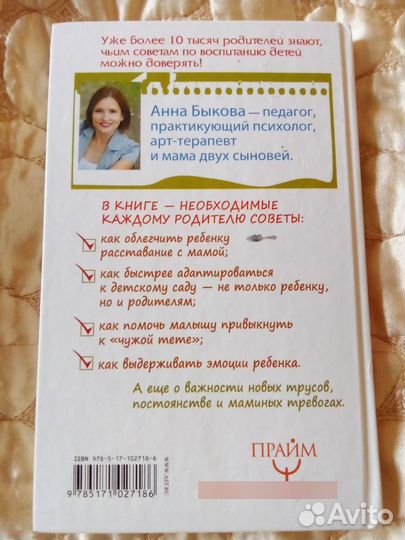 Уже более 10 тысяч родителей знают,
чьим советам по воспитанию детей
можно доверять!
Анна Быкова — педагог,
практикующий психолог,
арт-терапевт
и мама двух сыновей.
В КНИГЕ — НЕОБХОДИМЫЕ
КАЖДОМУ РОДИТЕЛЮ СОВЕТЫ:
как облегчить ребенку
расставание с мамой;
как быстрее адаптироваться
к детскому саду — не только ребенку,
но и родителям;
как помочь малышу привыкнуть
к «чужой тете»;
как выдерживать эмоции ребенка.
А еще о важности новых трусов,
постоянстве и маминых тревогах.
ISBN 978-5-17-102718-6
9 785171 027186
WWW.AST.RU
ПРАЙМ
Avito